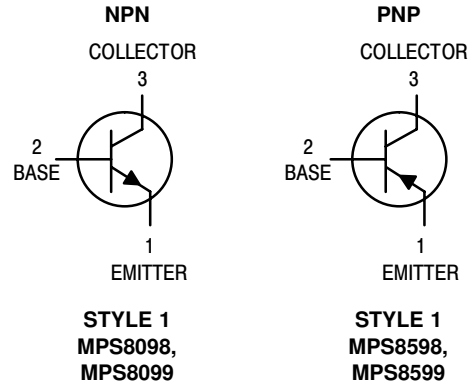 NPN
COLLECTOR
3
2
BASE
1
EMITTER
STYLE 1
MPS8098,
MPS8099
PNP
COLLECTOR
3
2
BASE
1
EMITTER
STYLE 1
MPS8598,
MPS8599